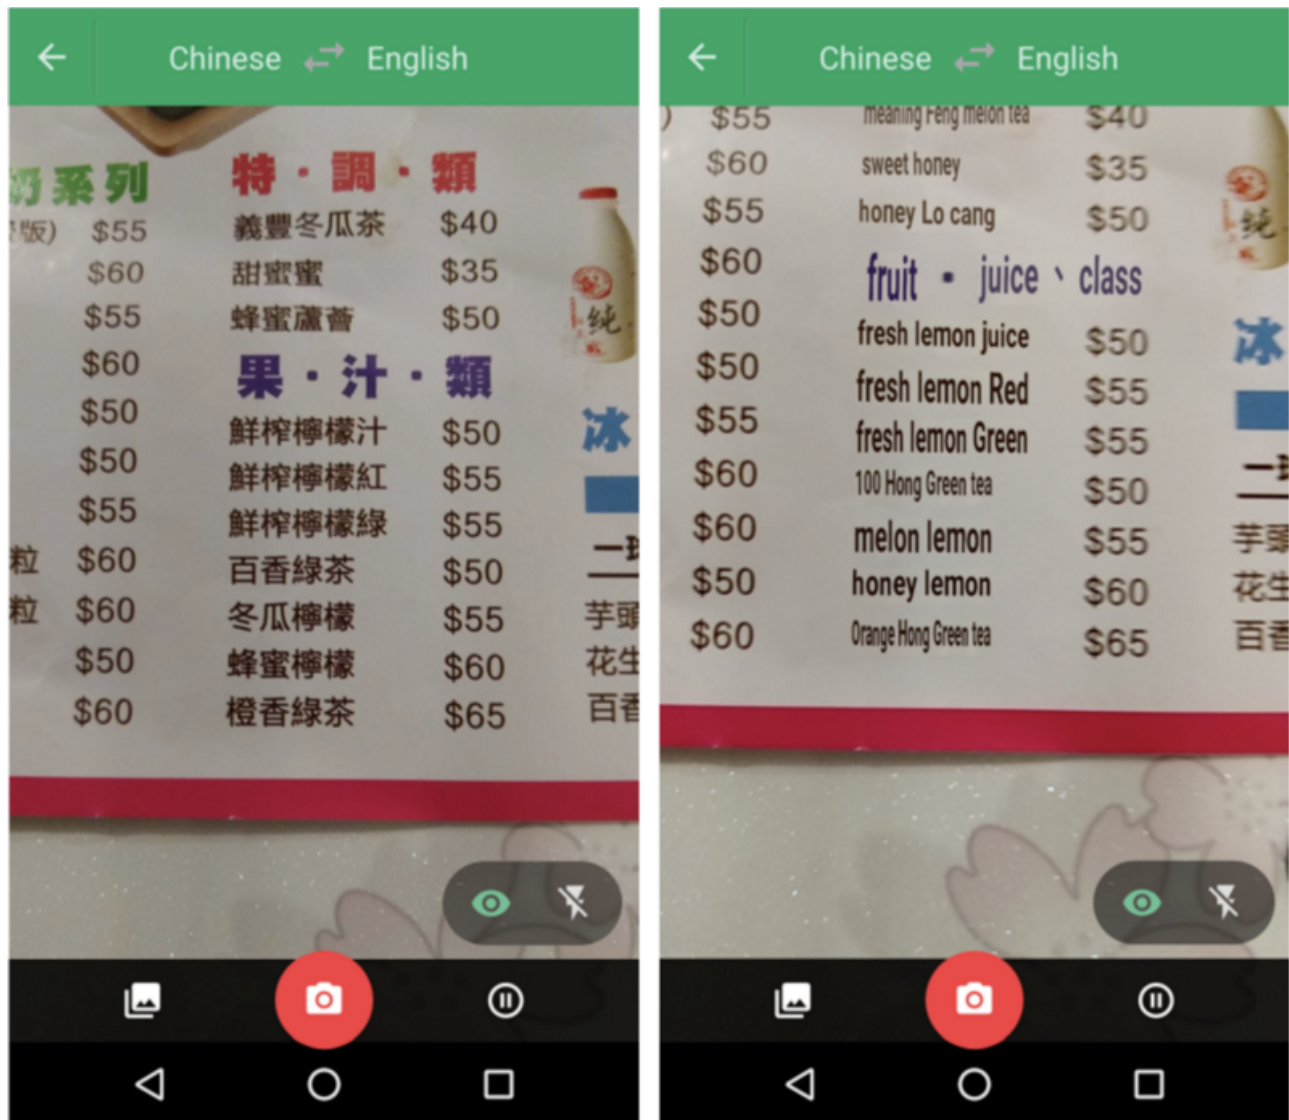 Chinese English
奶系列 特·調·類
版) $55 義豐冬瓜茶 $40
$60 甜蜜蜜 $35
$55 蜂蜜蘆薈 $50 純
$60 果·汁·類
$50 鮮榨檸檬汁 $50 冰
$50 鮮榨檸檬紅 $55
$55 鮮榨檸檬綠 $55
粒 $60 百香綠茶 $50 一
粒 $60 冬瓜檸檬 $55 芋頭
$50 蜂蜜檸檬 $60 花生
$60 橙香綠茶 $65 百香
Chinese English
) $55 meaning Feng melon tea $40
$60 sweet honey $35
$55 honey Lo cang $50 純
$60 fruit · juice、class
$50 fresh lemon juice $50 冰
$50 fresh lemon Red $55
$55 fresh lemon Green $55
$60 100 Hong Green tea $50 一
$60 melon lemon $55 芋頭
$50 honey lemon $60 花生
$60 Orange Hong Green tea $65 百香